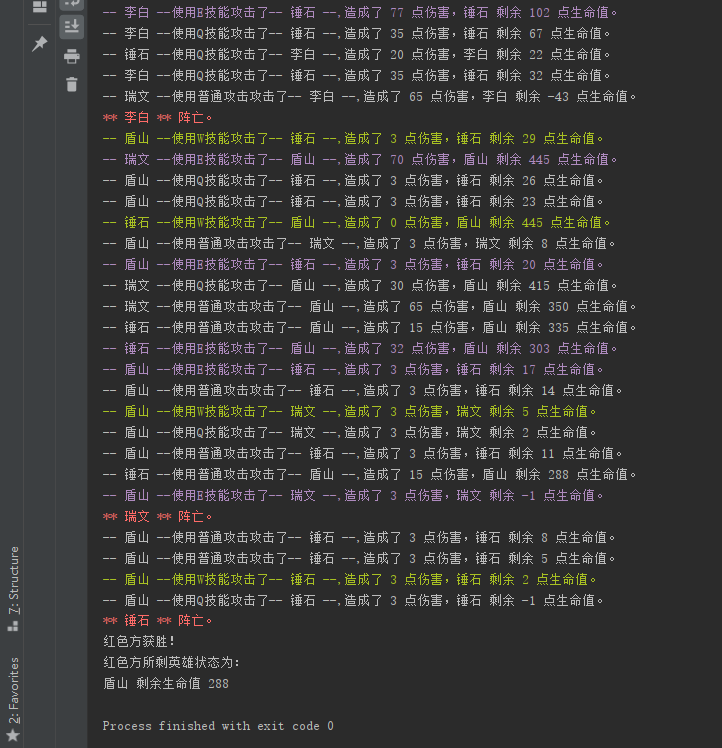 -- 李白 --使用E技能攻击了-- 锤石 --,造成了 77 点伤害，锤石 剩余 102 点生命值。
-- 李白 --使用Q技能攻击了-- 锤石 --,造成了 35 点伤害，锤石 剩余 67 点生命值。
-- 锤石 --使用Q技能攻击了-- 李白 --,造成了 20 点伤害，李白 剩余 22 点生命值。
-- 李白 --使用Q技能攻击了-- 锤石 --,造成了 35 点伤害，锤石 剩余 32 点生命值。
-- 瑞文 --使用普通攻击攻击了-- 李白 --,造成了 65 点伤害，李白 剩余 -43 点生命值。
** 李白 ** 阵亡。
-- 盾山 --使用W技能攻击了-- 锤石 --,造成了 3 点伤害，锤石 剩余 29 点生命值。
-- 瑞文 --使用E技能攻击了-- 盾山 --,造成了 70 点伤害，盾山 剩余 445 点生命值。
-- 盾山 --使用Q技能攻击了-- 锤石 --,造成了 3 点伤害，锤石 剩余 26 点生命值。
-- 盾山 --使用Q技能攻击了-- 锤石 --,造成了 3 点伤害，锤石 剩余 23 点生命值。
-- 锤石 --使用W技能攻击了-- 盾山 --,造成了 0 点伤害，盾山 剩余 445 点生命值。
-- 盾山 --使用普通攻击攻击了-- 瑞文 --,造成了 3 点伤害，瑞文 剩余 8 点生命值。
-- 盾山 --使用E技能攻击了-- 锤石 --,造成了 3 点伤害，锤石 剩余 20 点生命值。
-- 瑞文 --使用Q技能攻击了-- 盾山 --,造成了 30 点伤害，盾山 剩余 415 点生命值。
-- 瑞文 --使用普通攻击攻击了-- 盾山 --,造成了 65 点伤害，盾山 剩余 350 点生命值。
-- 锤石 --使用普通攻击攻击了-- 盾山 --,造成了 15 点伤害，盾山 剩余 335 点生命值。
-- 锤石 --使用E技能攻击了-- 盾山 --,造成了 32 点伤害，盾山 剩余 303 点生命值。
-- 盾山 --使用E技能攻击了-- 锤石 --,造成了 3 点伤害，锤石 剩余 17 点生命值。
-- 盾山 --使用普通攻击攻击了-- 锤石 --,造成了 3 点伤害，锤石 剩余 14 点生命值。
-- 盾山 --使用W技能攻击了-- 瑞文 --,造成了 3 点伤害，瑞文 剩余 5 点生命值。
-- 盾山 --使用Q技能攻击了-- 瑞文 --,造成了 3 点伤害，瑞文 剩余 2 点生命值。
-- 盾山 --使用普通攻击攻击了-- 锤石 --,造成了 3 点伤害，锤石 剩余 11 点生命值。
-- 锤石 --使用普通攻击攻击了-- 盾山 --,造成了 15 点伤害，盾山 剩余 288 点生命值。
-- 盾山 --使用E技能攻击了-- 瑞文 --,造成了 3 点伤害，瑞文 剩余 -1 点生命值。
** 瑞文 ** 阵亡。
-- 盾山 --使用普通攻击攻击了-- 锤石 --,造成了 3 点伤害，锤石 剩余 8 点生命值。
-- 盾山 --使用普通攻击攻击了-- 锤石 --,造成了 3 点伤害，锤石 剩余 5 点生命值。
-- 盾山 --使用W技能攻击了-- 锤石 --,造成了 3 点伤害，锤石 剩余 2 点生命值。
-- 盾山 --使用Q技能攻击了-- 锤石 --,造成了 3 点伤害，锤石 剩余 -1 点生命值。
** 锤石 ** 阵亡。
红色方获胜！
红色方所剩英雄状态为:
盾山 剩余生命值 288
Process finished with exit code 0
7: Structure
2: Favorites